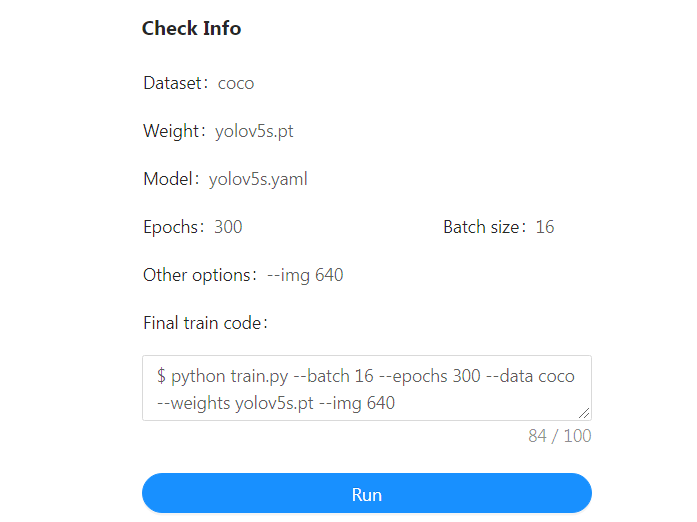 Check Info
Dataset: coco
Weight: yolov5s.pt
Model: yolov5s.yaml
Epochs: 300 Batch size: 16
Other options: --img 640
Final train code:
$ python train.py --batch 16 --epochs 300 --data coco
--weights yolov5s.pt --img 640
84 / 100
Run